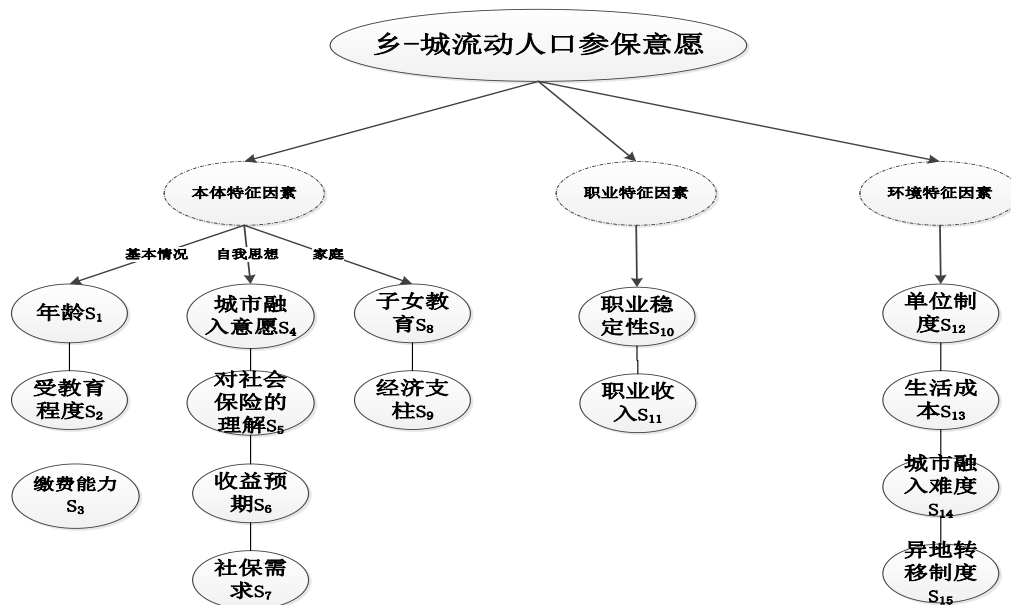 乡-城流动人口参保意愿
本体特征因素
职业特征因素
环境特征因素
基本情况
自我思想
家庭
年龄S₁
城市融
入意愿S₄
子女教
育S₈
职业稳
定性S₁₀
单位制
度S₁₂
受教育
程度S₂
对社会
保险的
理解S₅
经济支
柱S₉
职业收
入S₁₁
生活成
本S₁₃
缴费能力
S₃
收益预
期S₆
城市融
入难度
S₁₄
社保需
求S₇
异地转
移制度
S₁₅